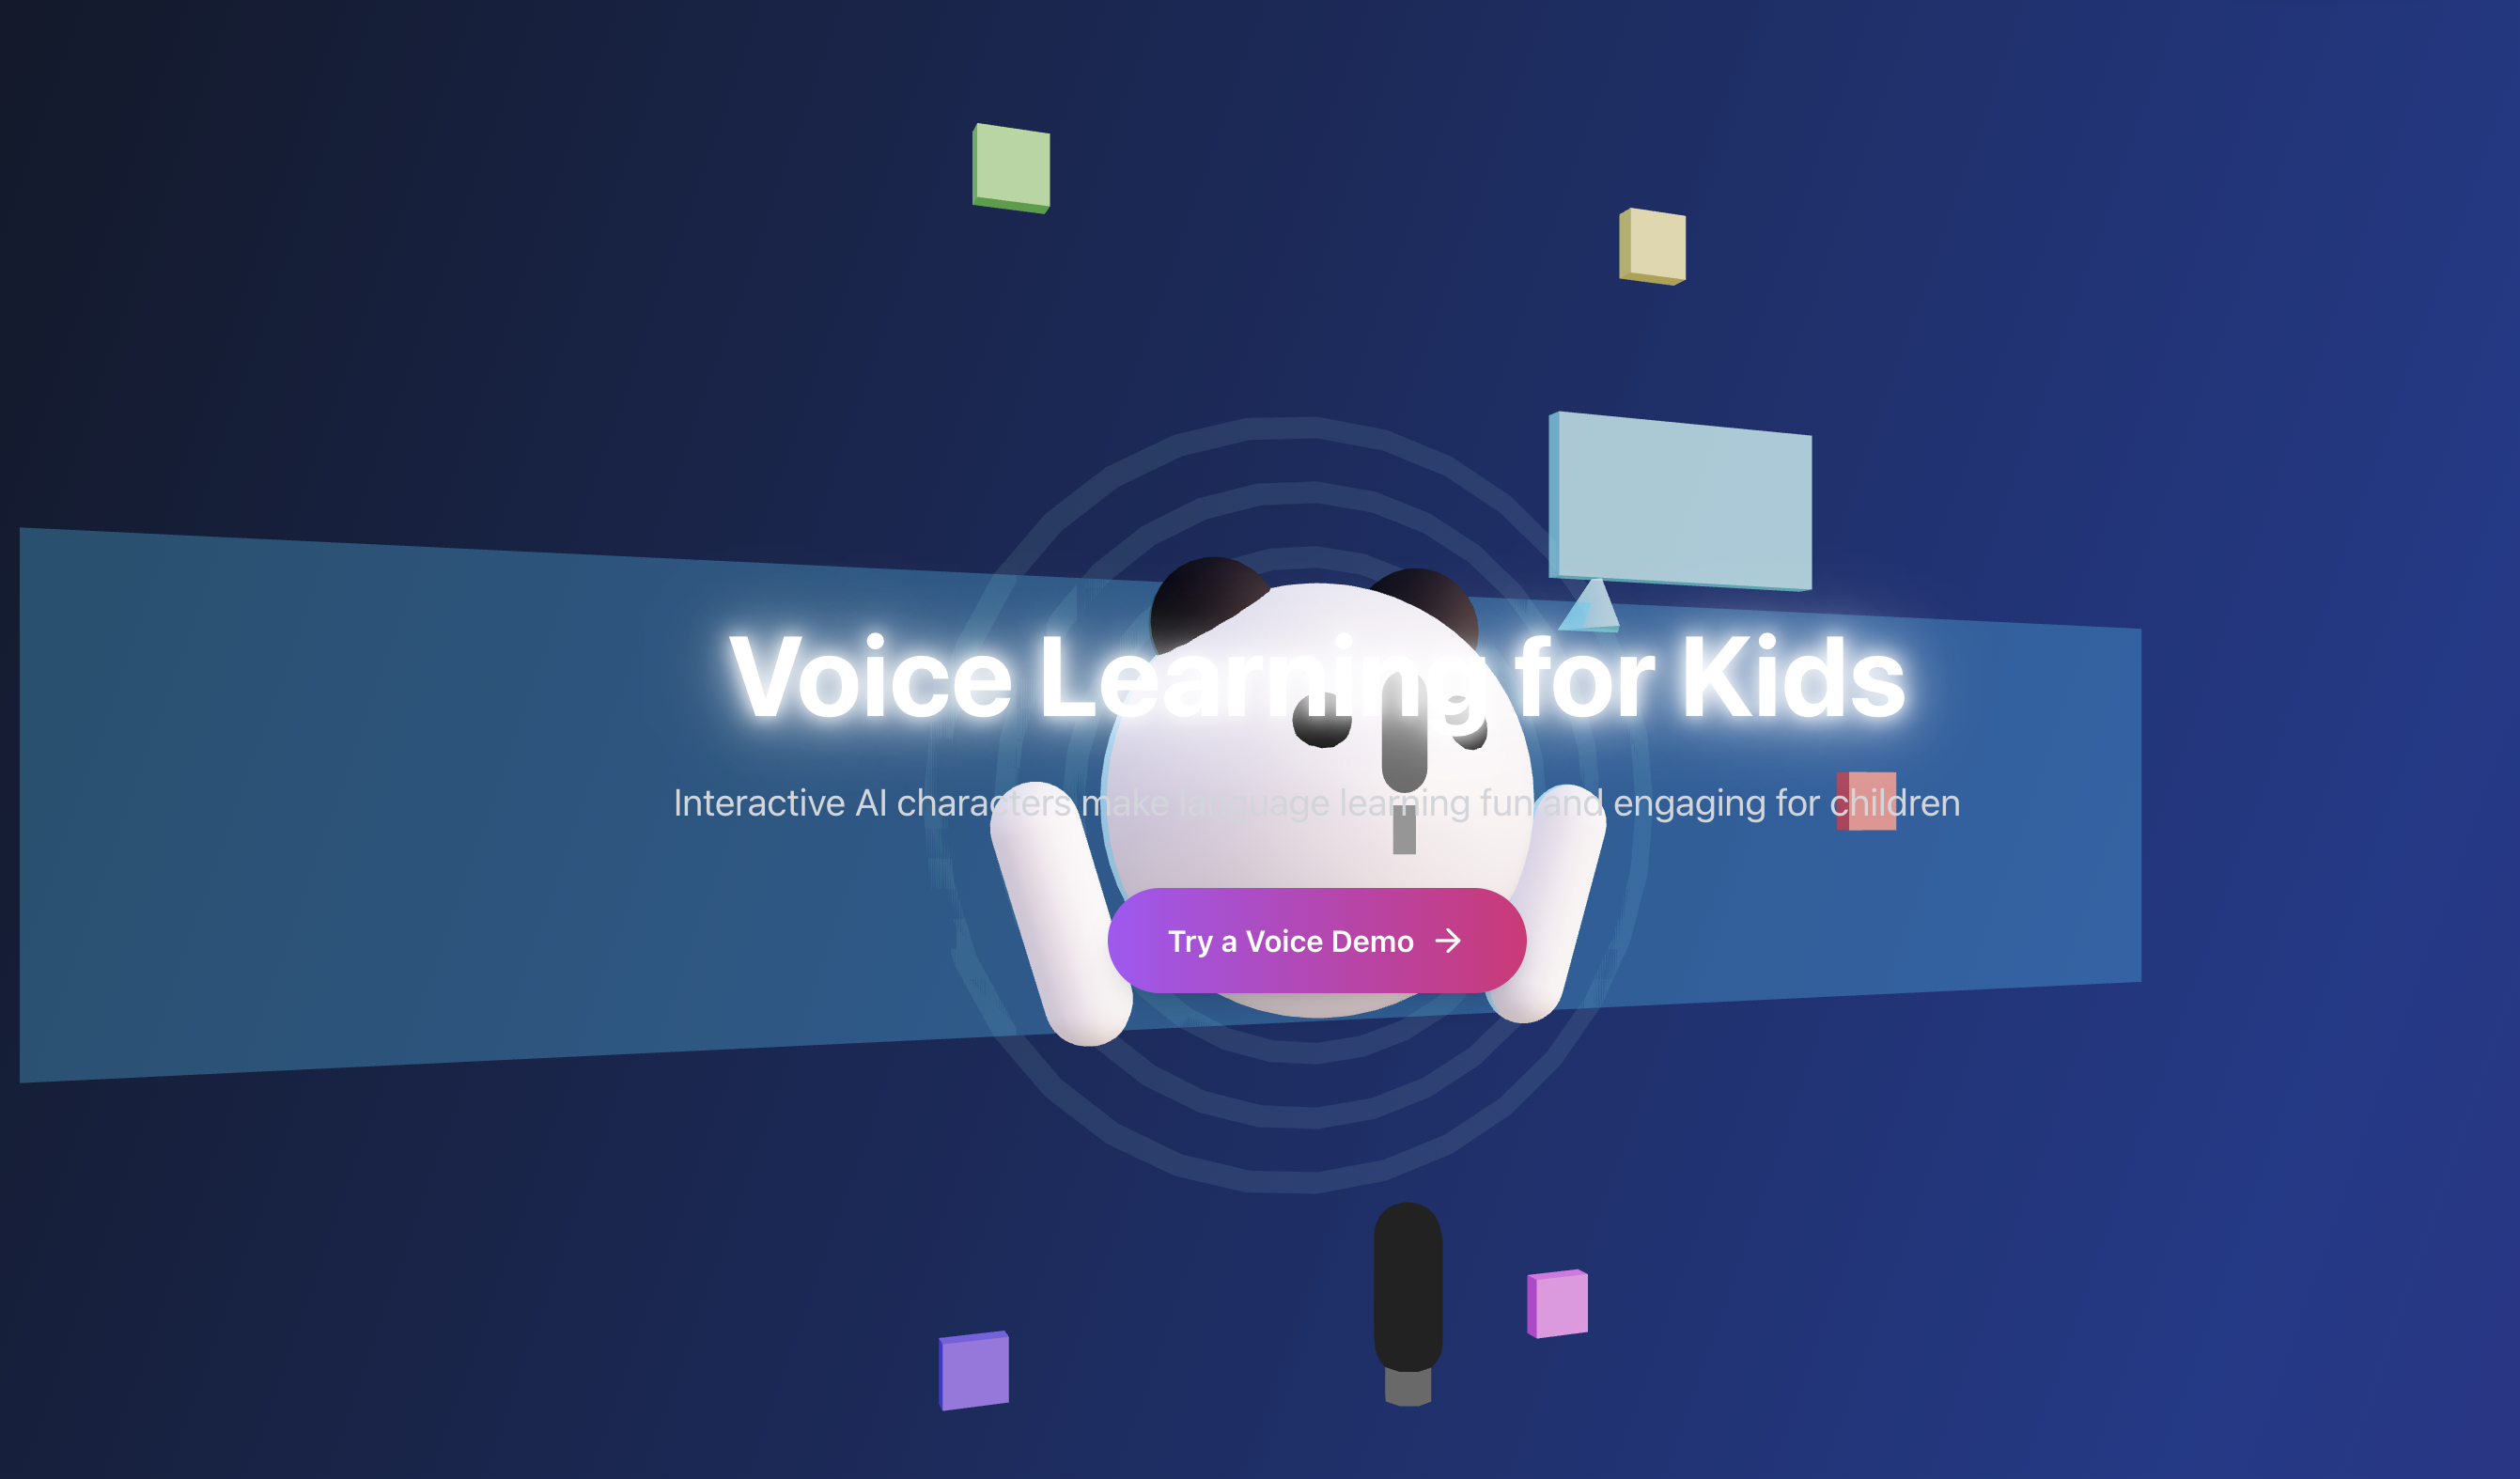 Voice Learning for Kids
Interactive AI characters make language learning fun and engaging for children
Try a Voice Demo